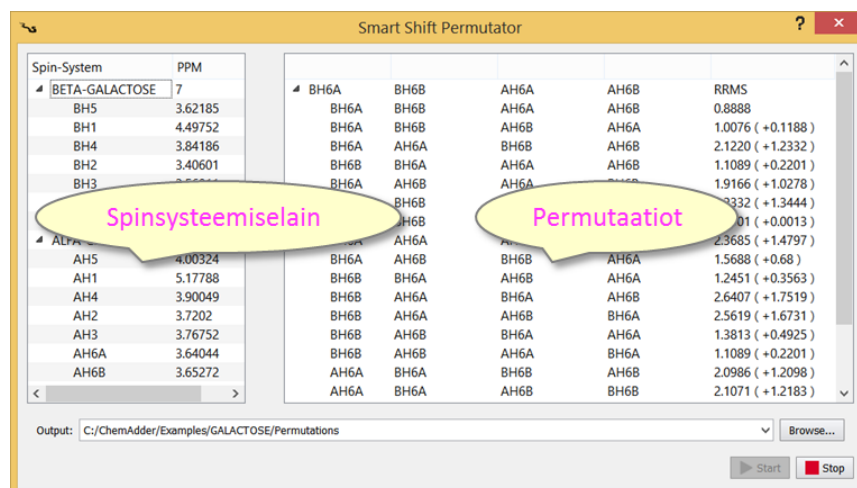 Smart Shift Permutator ?
Spin-System PPM
BETA-GALACTOSE 7
BH5 3.62185
BH1 4.49752
BH4 3.84186
BH2 3.40601
BH3
Spinsysteemiselain
AH5 4.00324
AH1 5.17788
AH4 3.90049
AH2 3.7202
AH3 3.76752
AH6A 3.64044
AH6B 3.65272
BH6A BH6B AH6A AH6B RRMS
BH6A BH6B AH6A AH6B 0.8888
BH6A BH6B AH6B AH6A 1.0076 ( +0.1188 )
BH6A AH6A BH6B AH6B 2.1220 ( +1.2332 )
BH6B BH6A AH6A AH6B 1.1089 ( +0.2201 )
BH6A AH6B AH6A 1.9166 ( +1.0278 )
BH6B ( +1.3444 )
( +0.0013 )
Permutaatiot
AH6A 2.3685 ( +1.4797 )
BH6A AH6B BH6B AH6A 1.5688 ( +0.68 )
BH6B BH6A AH6B AH6A 1.2451 ( +0.3563 )
BH6B AH6A BH6A AH6B 2.6407 ( +1.7519 )
BH6B AH6A AH6B BH6A 2.5619 ( +1.6731 )
BH6B AH6B BH6A AH6A 1.3813 ( +0.4925 )
BH6B AH6B AH6A BH6A 1.1089 ( +0.2201 )
AH6A BH6A BH6B AH6B 2.0986 ( +1.2098 )
AH6A BH6A AH6B BH6B 2.1071 ( +1.2183 )
Output: C:/ChemAdder/Examples/GALACTOSE/Permutations Browse...
Start Stop